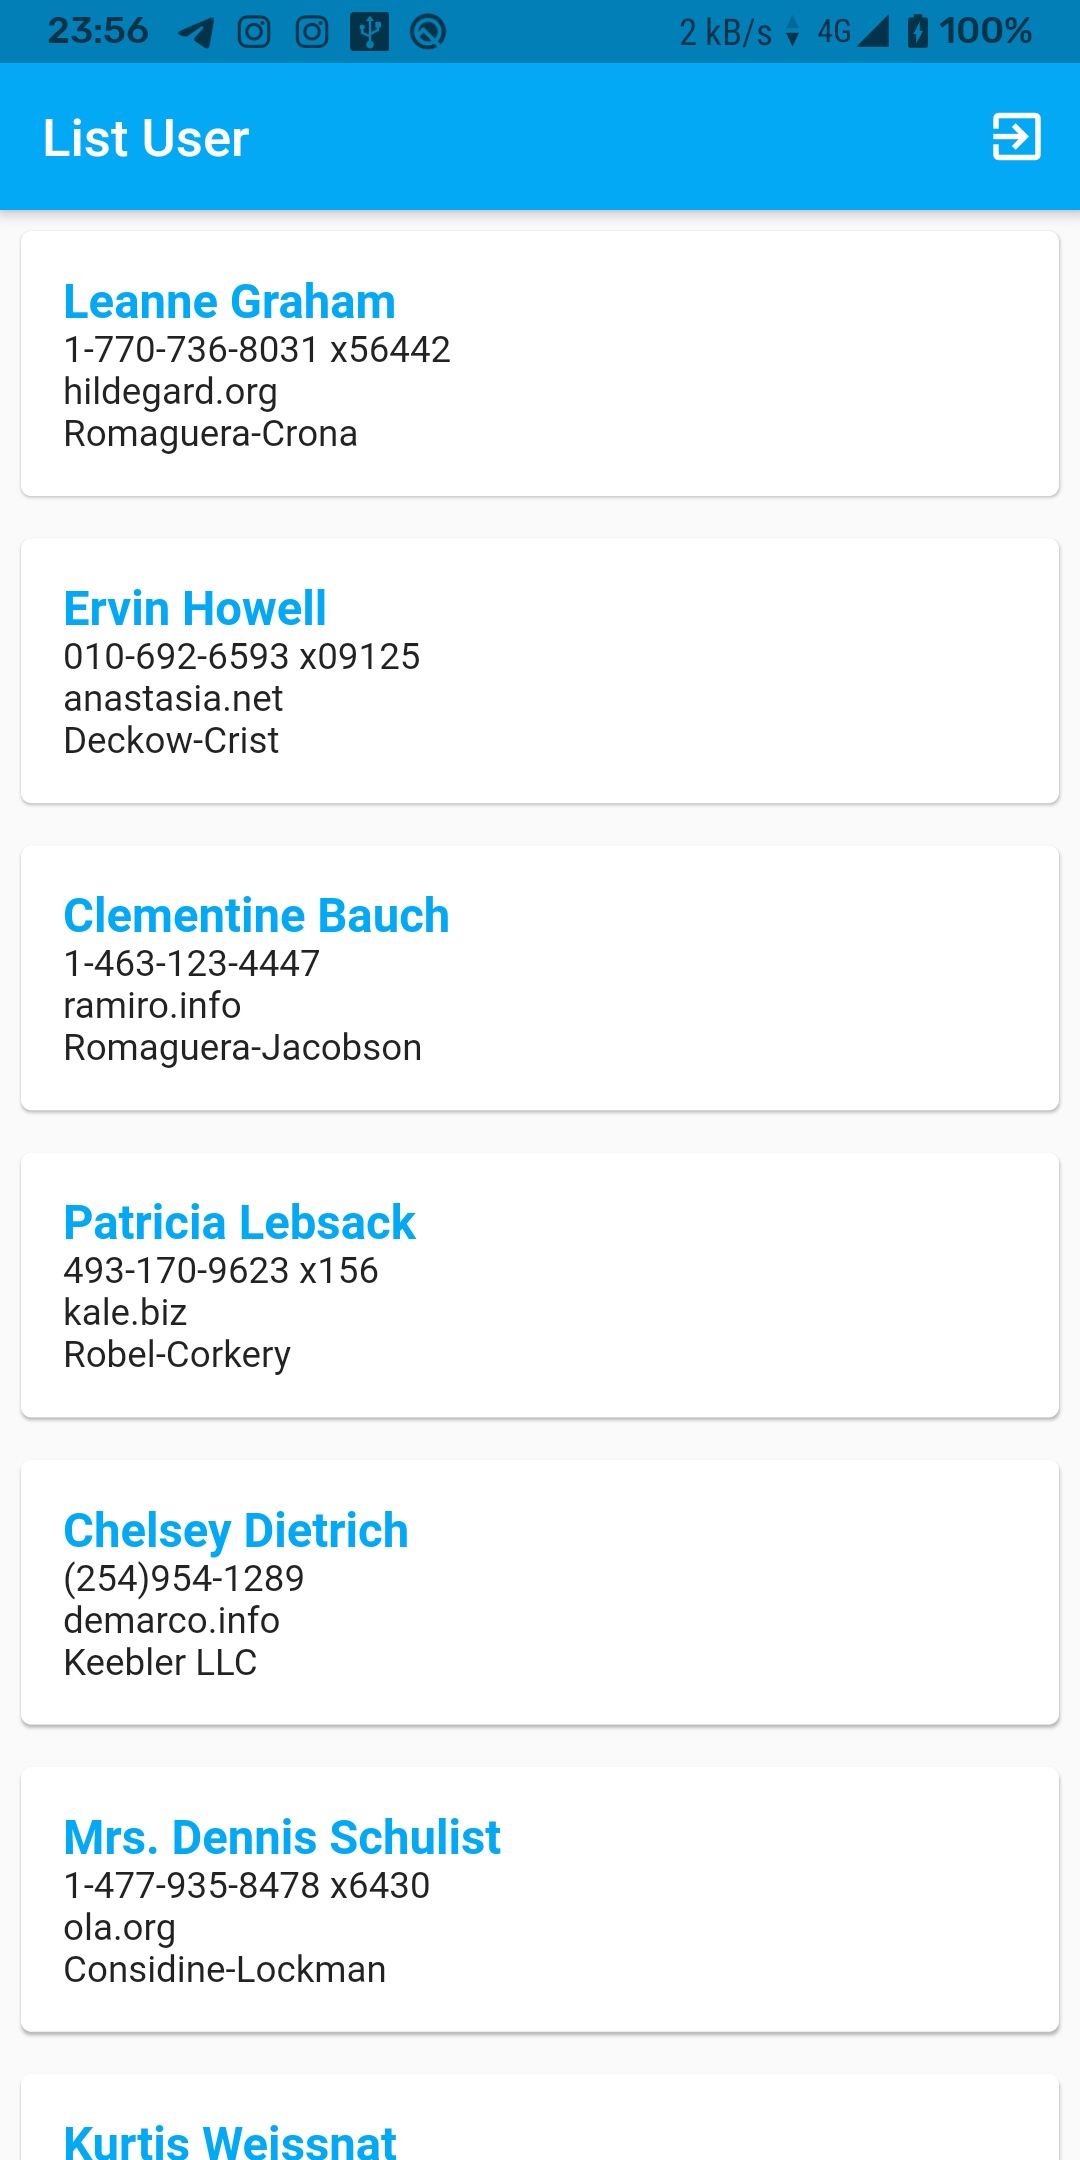 23:56 2 kB/s 4G 100%
List User
Leanne Graham
1-770-736-8031 x56442
hildegard.org
Romaguera-Crona
Ervin Howell
010-692-6593 x09125
anastasia.net
Deckow-Crist
Clementine Bauch
1-463-123-4447
ramiro.info
Romaguera-Jacobson
Patricia Lebsack
493-170-9623 x156
kale.biz
Robel-Corkery
Chelsey Dietrich
(254)954-1289
demarco.info
Keebler LLC
Mrs. Dennis Schulist
1-477-935-8478 x6430
ola.org
Considine-Lockman
Kurtis Weissnat